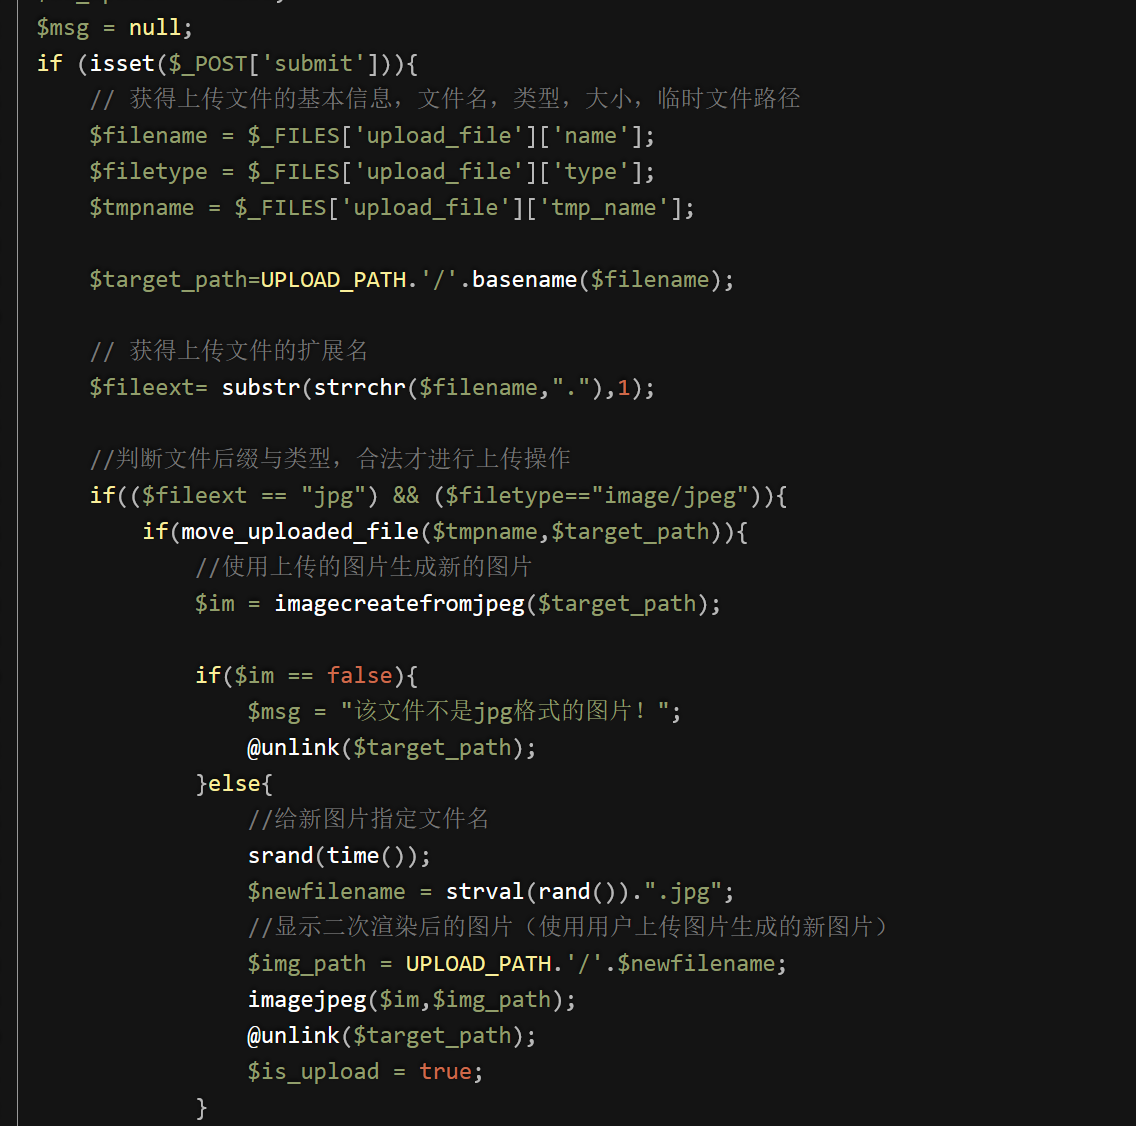 $msg = null;
if (isset($_POST['submit'])){
    // 获得上传文件的基本信息，文件名，类型，大小，临时文件路径
    $filename = $_FILES['upload_file']['name'];
    $filetype = $_FILES['upload_file']['type'];
    $tmpname = $_FILES['upload_file']['tmp_name'];
    $target_path=UPLOAD_PATH.'/'.basename($filename);
    // 获得上传文件的扩展名
    $fileext= substr(strrchr($filename,"."),1);
    //判断文件后缀与类型，合法才进行上传操作
    if(($fileext == "jpg") && ($filetype=="image/jpeg")){
        if(move_uploaded_file($tmpname,$target_path)){
            //使用上传的图片生成新的图片
            $im = imagecreatefromjpeg($target_path);
            if($im == false){
                $msg = "该文件不是jpg格式的图片！";
                @unlink($target_path);
            }else{
                //给新图片指定文件名
                srand(time());
                $newfilename = strval(rand()).".jpg";
                //显示二次渲染后的图片（使用用户上传图片生成的新图片）
                $img_path = UPLOAD_PATH.'/'.$newfilename;
                imagejpeg($im,$img_path);
                @unlink($target_path);
                $is_upload = true;
            }